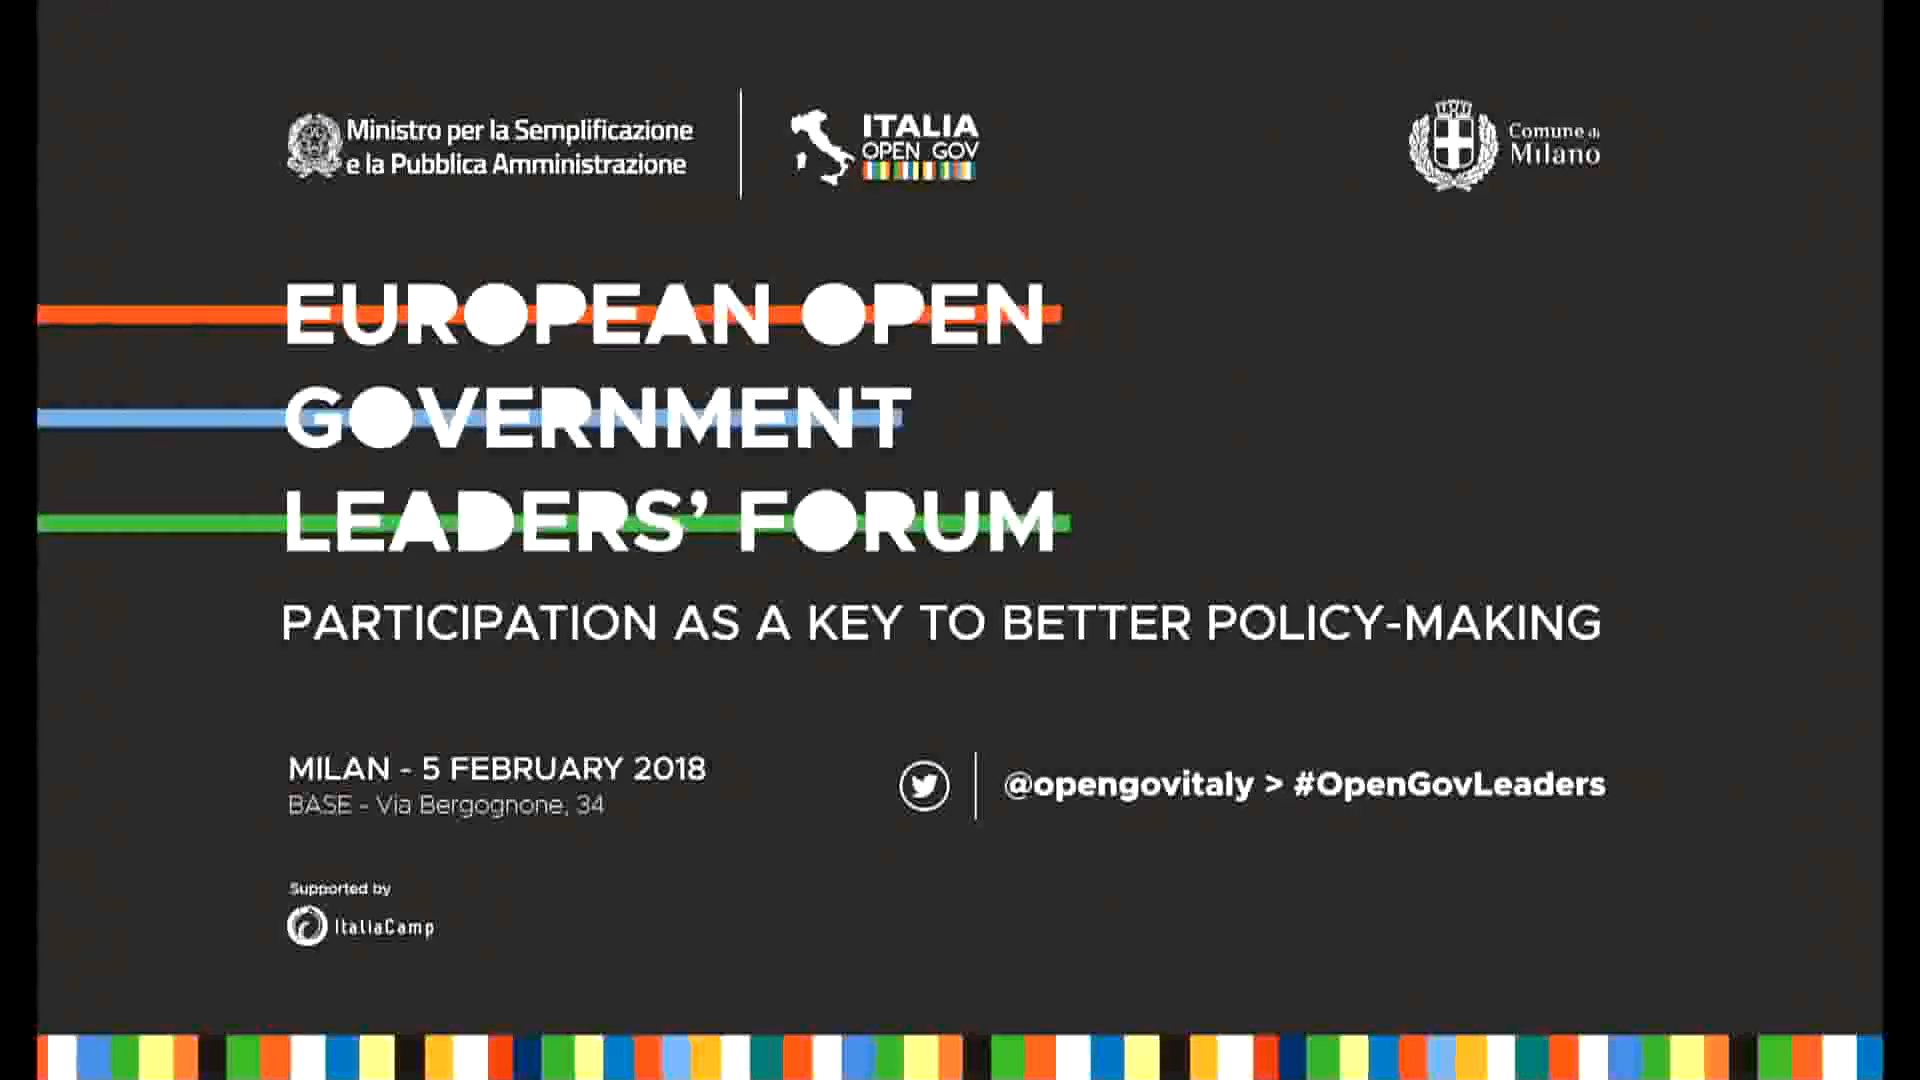 Ministro per la Semplificazione
e la Pubblica Amministrazione
ITALIA
OPEN GOV
Comune di
Milano
EUROPEAN OPEN
GOVERNMENT
LEADERS’ FORUM
PARTICIPATION AS A KEY TO BETTER POLICY-MAKING
MILAN - 5 FEBRUARY 2018
BASE - Via Bergognone, 34
@opengovitaly > #OpenGovLeaders
Supported by
ItaliaCamp